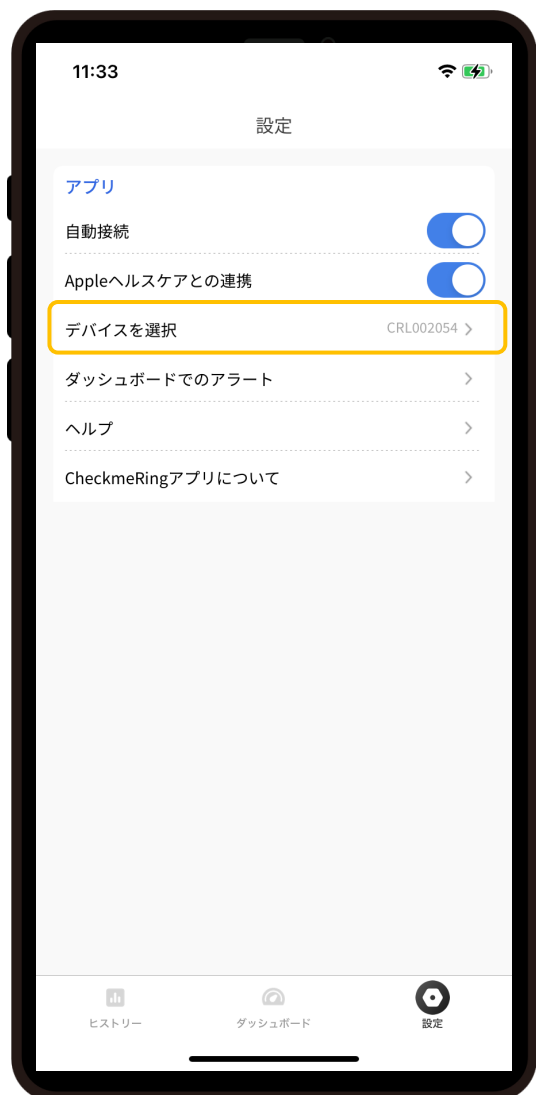 11:33
設定
アプリ
自動接続
Appleヘルスケアとの連携
デバイスを選択 CRL002054
ダッシュボードでのアラート
ヘルプ
CheckmeRingアプリについて
ヒストリー ダッシュボード 設定